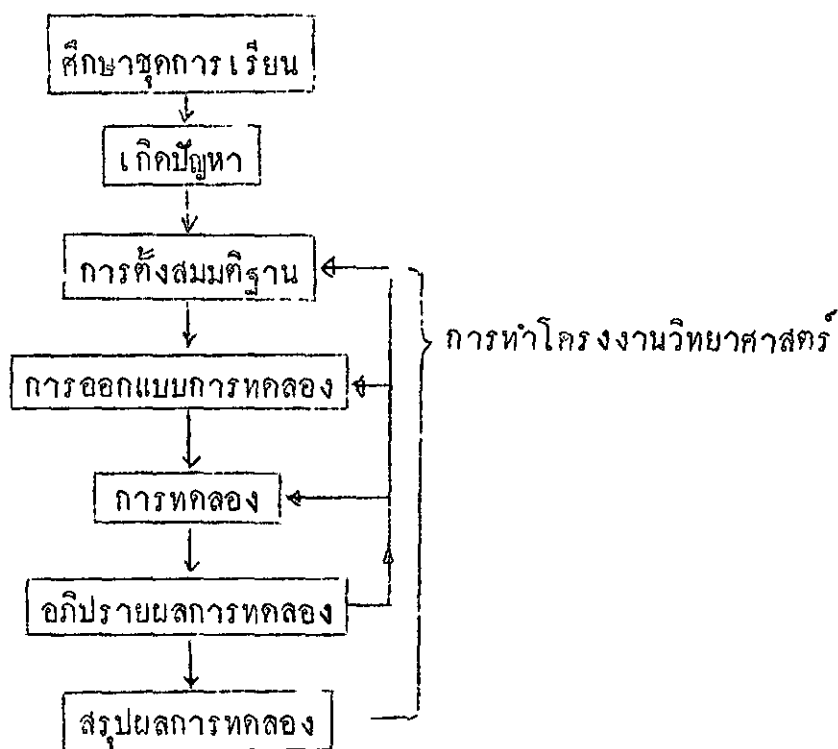 ศึกษาชุดการเรียน
เกิดปัญหา
การตั้งสมมติฐาน
การทำโครงงานวิทยาศาสตร์
การออกแบบการทดลอง
การทดลอง
อภิปรายผลการทดลอง
สรุปผลการทดลอง